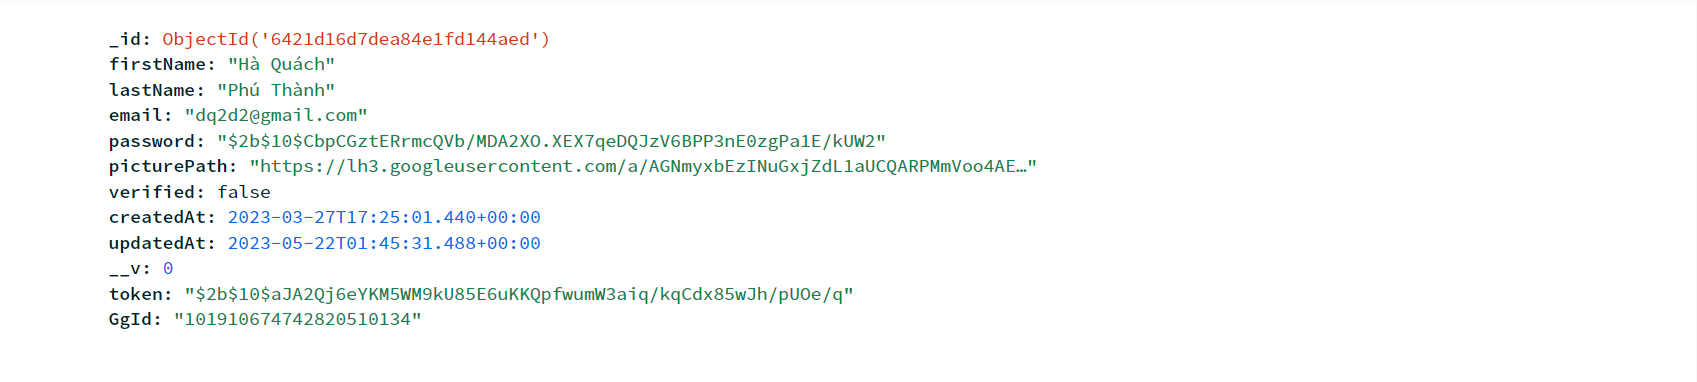 _id: ObjectId('6421d16d7dea84e1fd144aed')
firstName: "Hà Quách"
lastName: "Phú Thành"
email: "dq2d2@gmail.com"
password: "$2b$10$CbpCGztERrmcQVb/MDA2XO.XEX7qeDQJzV6BPP3nE0zgPa1E/kUW2"
picturePath: "https://lh3.googleusercontent.com/a/AGNmyxbEzINuGxjZdL1aUCQARPMmVoo4AE…"
verified: false
createdAt: 2023-03-27T17:25:01.440+00:00
updatedAt: 2023-05-22T01:45:31.488+00:00
__v: 0
token: "$2b$10$aJA2Qj6eYKM5WM9kU85E6uKKQpfwumW3aiq/kqCdx85wJh/pUOe/q"
GgId: "101910674742820510134"